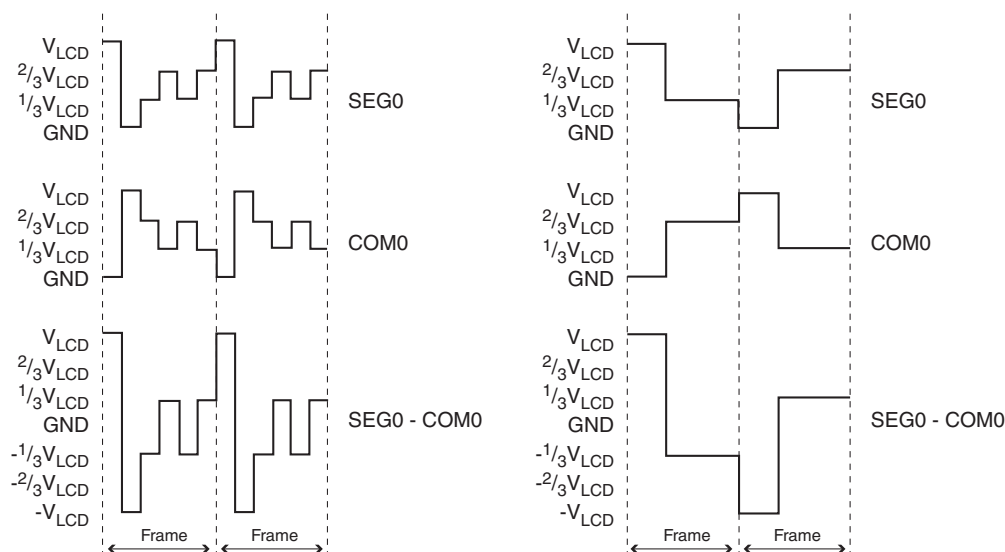 V_LCD
2/3V_LCD
1/3V_LCD
GND
SEG0
V_LCD
2/3V_LCD
1/3V_LCD
GND
COM0
V_LCD
2/3V_LCD
1/3V_LCD
GND
-1/3V_LCD
-2/3V_LCD
-V_LCD
SEG0 - COM0
Frame
Frame
V_LCD
2/3V_LCD
1/3V_LCD
GND
SEG0
V_LCD
2/3V_LCD
1/3V_LCD
GND
COM0
V_LCD
2/3V_LCD
1/3V_LCD
GND
-1/3V_LCD
-2/3V_LCD
-V_LCD
SEG0 - COM0
Frame
Frame